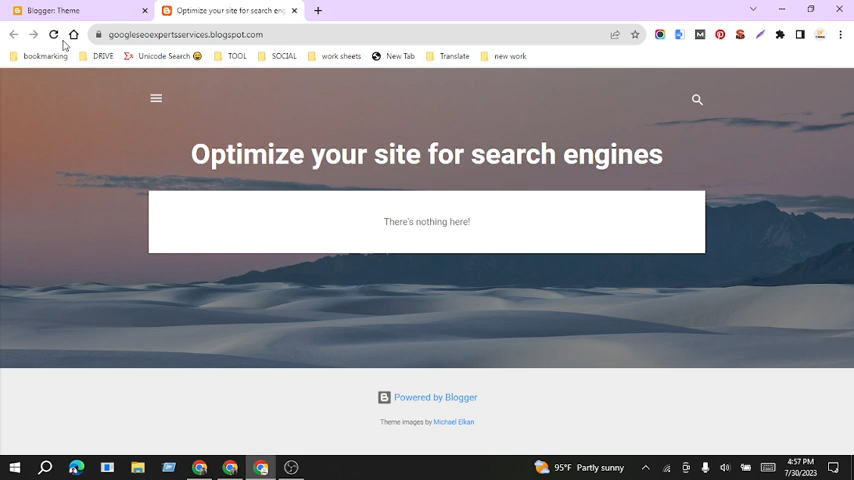 Blogger: Theme
Optimize your site for search eng
googleseoexpertsservices.blogspot.com
bookmarking
DRIVE
Unicode Search
TOOL
SOCIAL
work sheets
New Tab
Translate
new work
Optimize your site for search engines
There's nothing here!
Powered by Blogger
Theme images by Michael Elkan
95°F Partly sunny
4:57 PM
7/30/2023